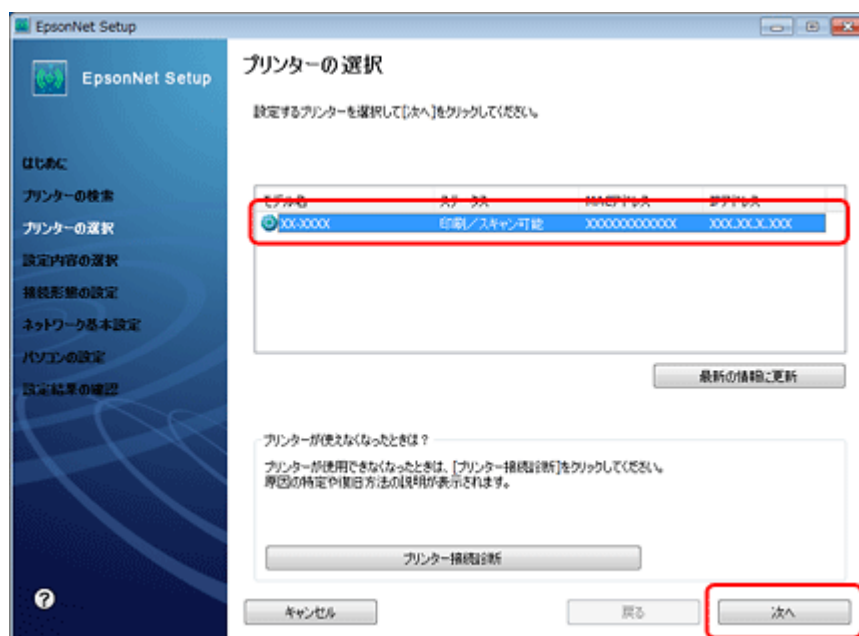 EpsonNet Setup
EpsonNet Setup
はじめに
プリンターの検索
プリンターの選択
設定内容の選択
接続形態の設定
ネットワーク基本設定
パソコンの設定
設定結果の確認
プリンターの選択
設定するプリンターを選択して[次へ]をクリックしてください。
モデル名 ステータス MACアドレス IPアドレス
XX-XXXX 印刷/スキャン可能 XXXXXXXXXXXX XXX.XX.X.XXX
最新の情報に更新
プリンターが使えなくなったときは?
プリンターが使用できなくなったときは、[プリンター接続診断]をクリックしてください。
原因の特定や復旧方法の説明が表示されます。
プリンター接続診断
?
キャンセル 戻る 次へ